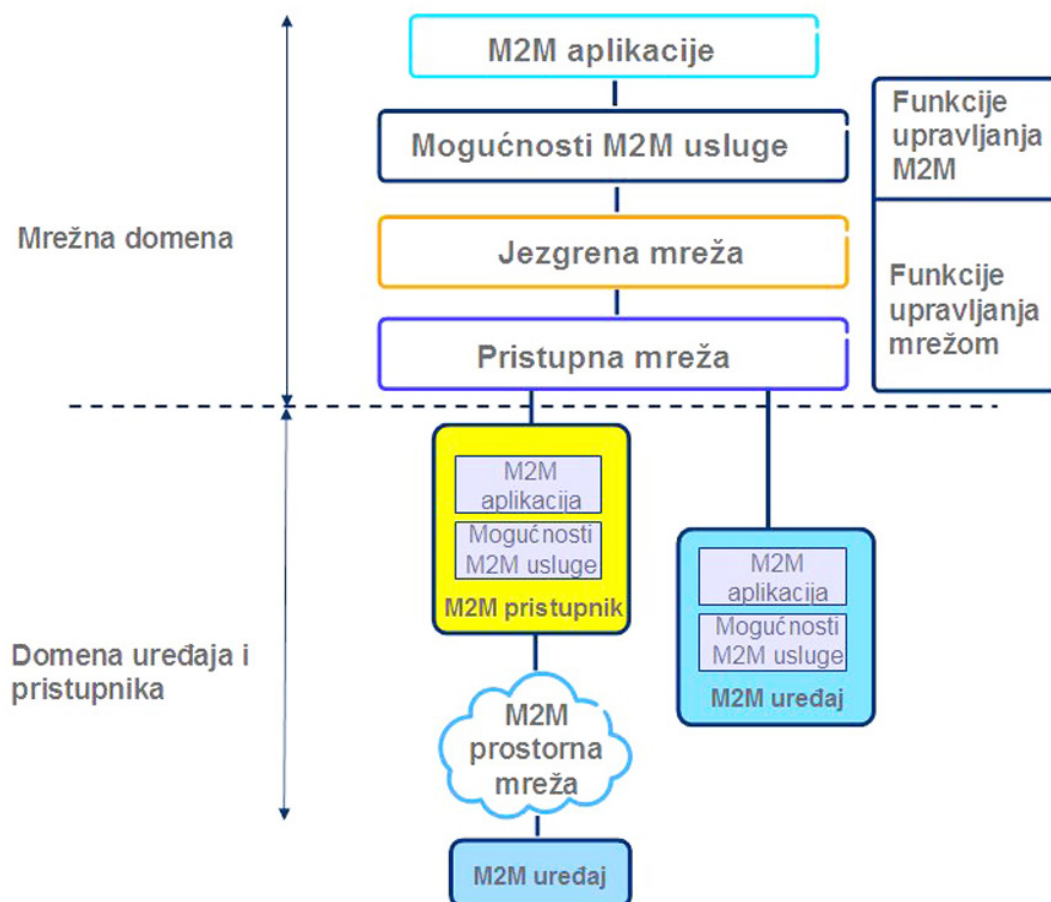 M2M aplikacije
Mogućnosti M2M usluge
Jezgrena mreža
Pristupna mreža
Funkcije
upravljanja
M2M
Funkcije
upravljanja
mrežom
Mrežna domena
Domena uređaja i
pristupnika
M2M
aplikacija
Mogućnosti
M2M usluge
M2M pristupnik
M2M
aplikacija
Mogućnosti
M2M usluge
M2M uređaj
M2M
prostorna
mreža
M2M uređaj